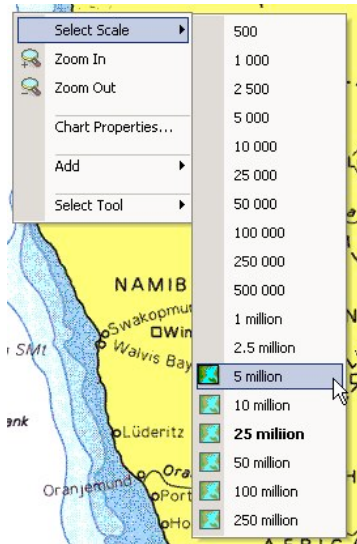 Select Scale
Zoom In
Zoom Out
Chart Properties...
Add
Select Tool
500
1 000
2 500
5 000
10 000
25 000
50 000
100 000
250 000
500 000
1 million
2.5 million
5 million
10 million
25 miliion
50 million
100 million
250 million
NAMIB
Swakopmu
Win
Walvis Bay
SMt
ank
Lüderitz
Oranjemund
Ora
Port
Ho